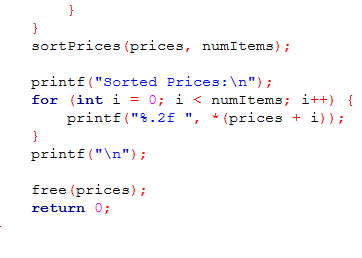 }
}
sortPrices(prices, numItems);
printf("Sorted Prices:\n");
for (int i = 0; i < numItems; i++) {
printf("%.2f ", *(prices + i));
}
printf("\n");
free(prices);
return 0;